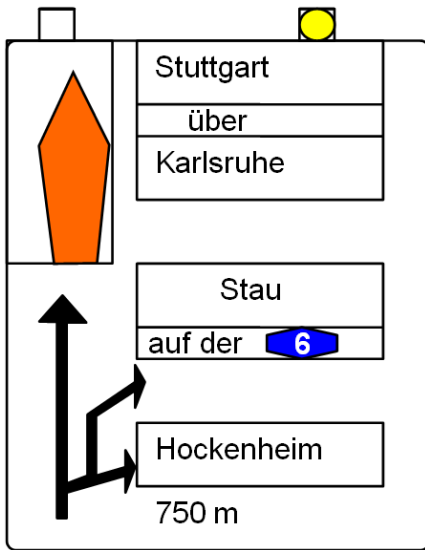 Stuttgart
über
Karlsruhe
Stau
auf der 6
Hockenheim
750 m